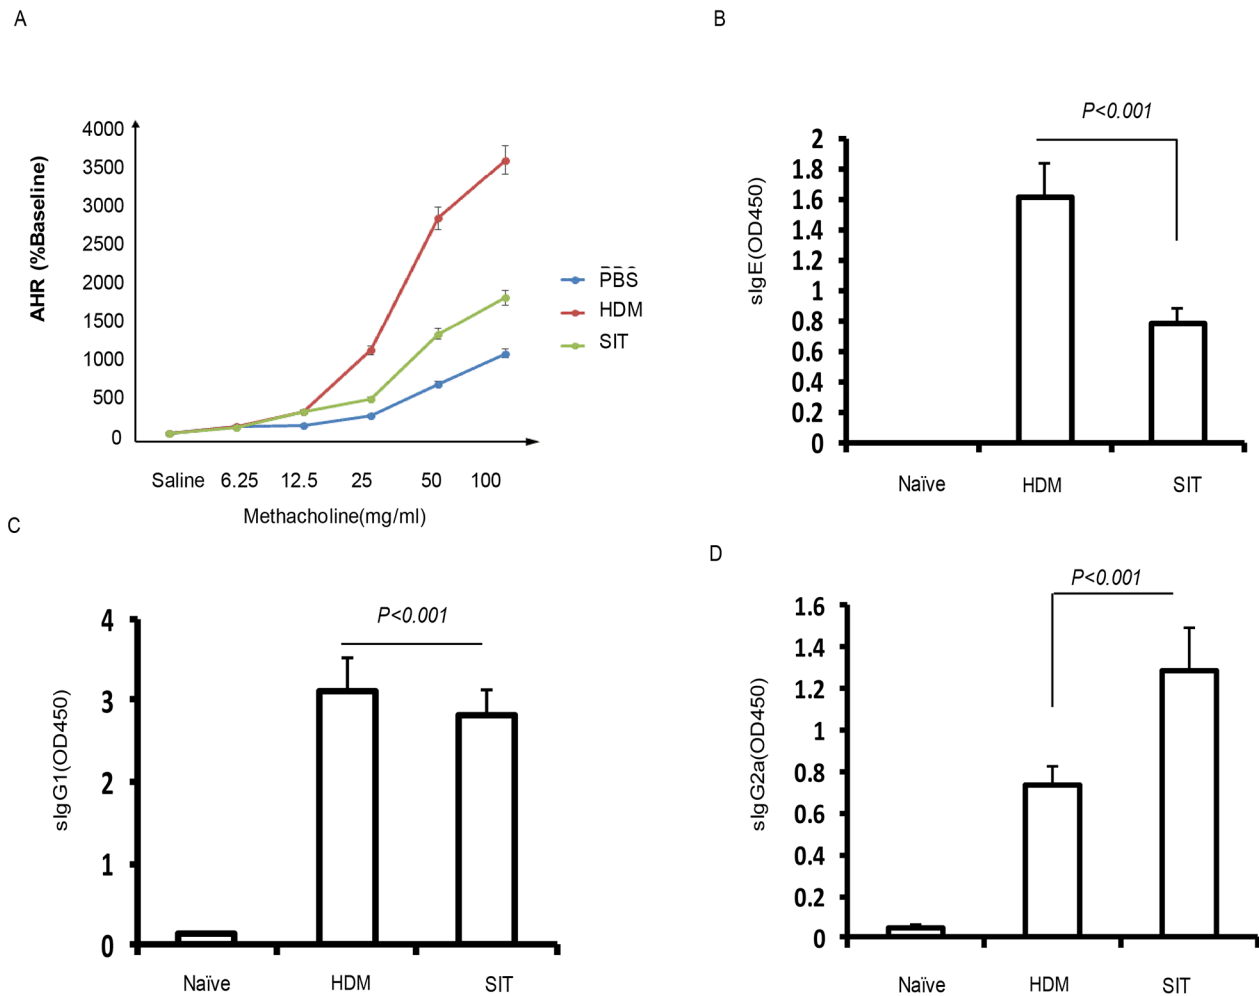 A
4000
3500
3000
2500
2000
1500
1000
500
0
AHR (%Baseline)
Saline 6.25 12.5 25 50 100
Methacholine(mg/ml)
PBS
HDM
SIT
B
P<0.001
2
1.8
1.6
1.4
1.2
1
0.8
0.6
0.4
0.2
0
sIgE(OD450)
Naïve HDM SIT
C
P<0.001
4
3
2
1
0
sIgG1(OD450)
Naïve HDM SIT
D
P<0.001
1.6
1.4
1.2
1
0.8
0.6
0.4
0.2
0
sIgG2a(OD450)
Naïve HDM SIT